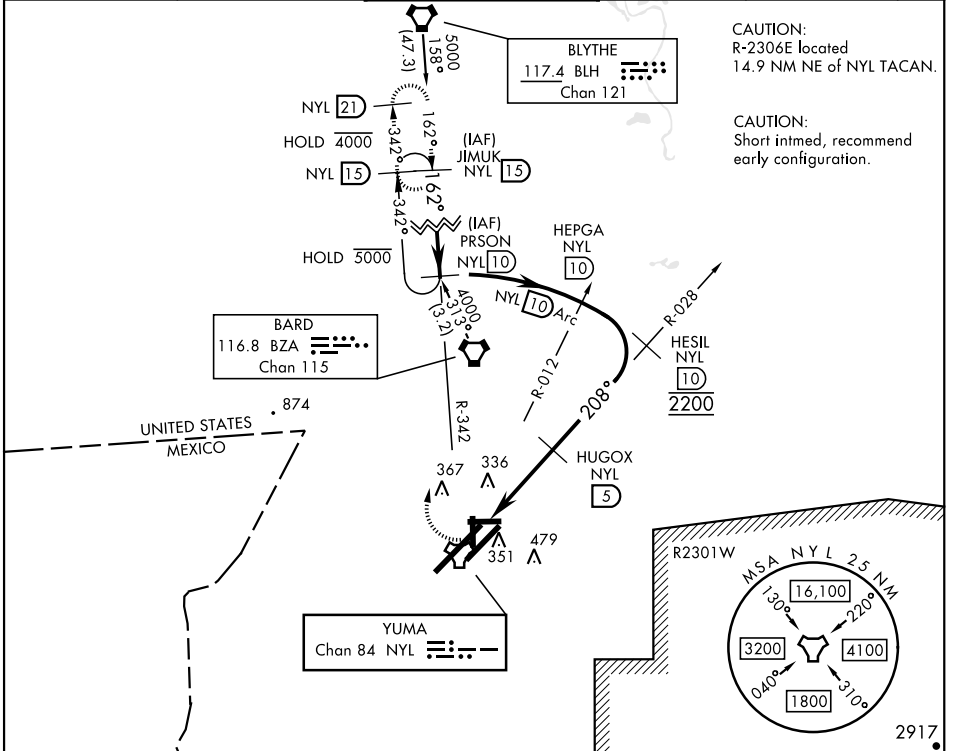 5000
158°
(47.3)
BLYTHE
117.4 BLH
Chan 121
CAUTION:
R-2306E located
14.9 NM NE of NYL TACAN.
CAUTION:
Short intmd, recommend
early configuration.
NYL 21
162°
342°
HOLD 4000
(IAF)
JIMUK
NYL 15
NYL 15
162°
342°
HOLD 5000
(IAF)
PRSON
NYL 10
HEPGA
NYL
10
NYL 10 Arc
4000
313°
(3.2)
R-028
BARD
116.8 BZA
Chan 115
HESIL
NYL
10
2200
R-012
208°
R-342
874
UNITED STATES
MEXICO
HUGOX
NYL
5
367
336
351
479
YUMA
Chan 84 NYL
R2301W
MSA NYL 25 NM
130°
16,100
220°
3200
4100
040°
1800
310°
2917